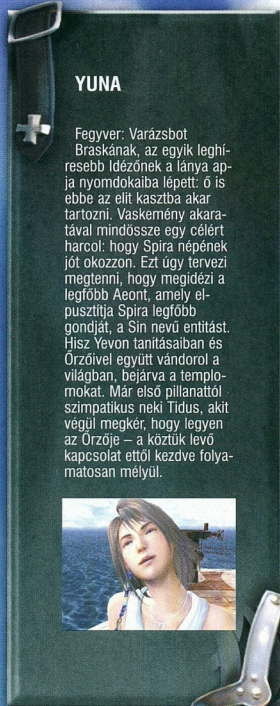 YUNA
Fegyver: Varázsbot
Braskának, az egyik leghí-
resebb Idézőnek a lánya ap-
ja nyomdokaiba lépett: ő is
ebbe az elit kasztba akar
tartozni. Vaskemény akara-
tával mindössze egy célért
harcol: hogy Spira népének
jót okozzon. Ezt úgy tervezi
megtenni, hogy megidézi a
legfőbb Aeont, amely el-
pusztítja Spira legfőbb
gondját, a Sin nevű entitást.
Hisz Yevon tanításaiban és
Őrzőivel együtt vándorol a
világban, bejárva a templo-
mokat. Már első pillanattól
szimpatikus neki Tidus, akit
végül megkér, hogy legyen
az Őrzője – a köztük levő
kapcsolat ettől kezdve folya-
matosan mélyül.